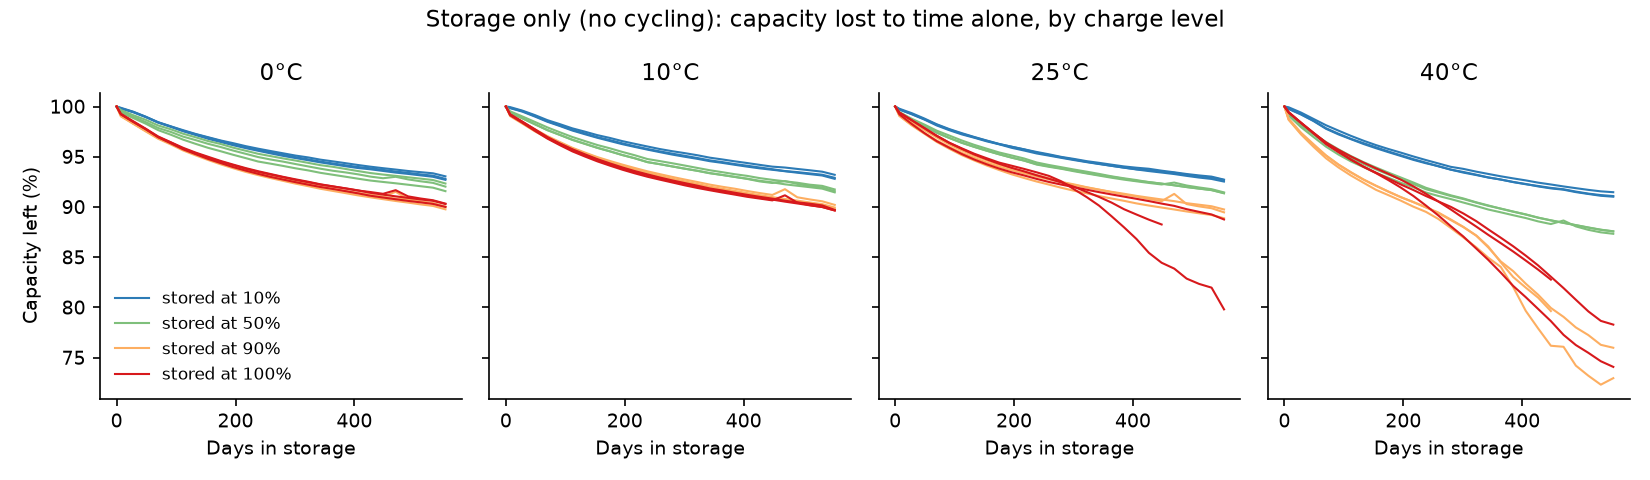 Storage only (no cycling): capacity lost to time alone, by charge level
0°C
10°C
25°C
40°C
Capacity left (%)
100
95
90
85
80
75
stored at 10%
stored at 50%
stored at 90%
stored at 100%
0 200 400
0 200 400
0 200 400
0 200 400
Days in storage
Days in storage
Days in storage
Days in storage